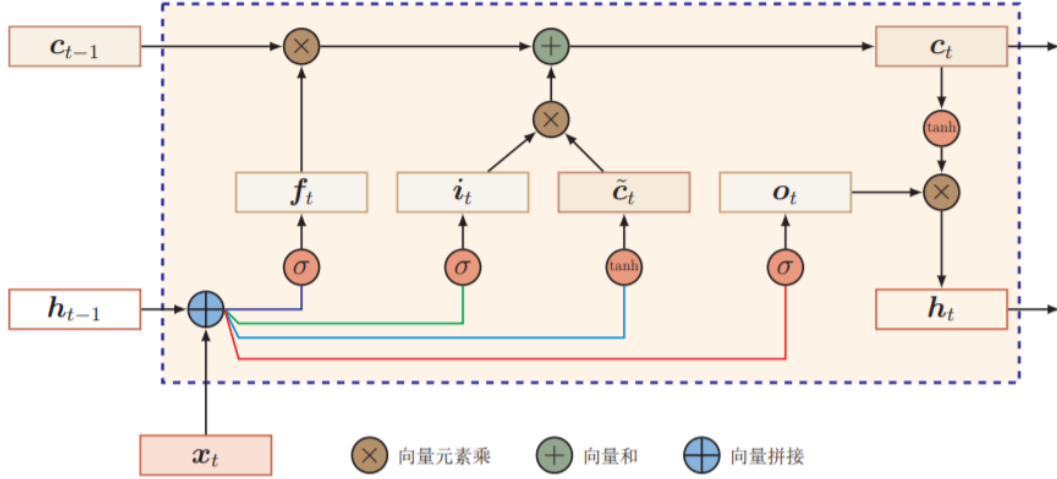 c_{t−1}
×
+
c_t
tanh
×
f_t
i_t
c̃_t
o_t
×
σ
σ
tanh
σ
h_{t−1}
h_t
x_t
× 向量元素乘
+ 向量和
+ 向量拼接